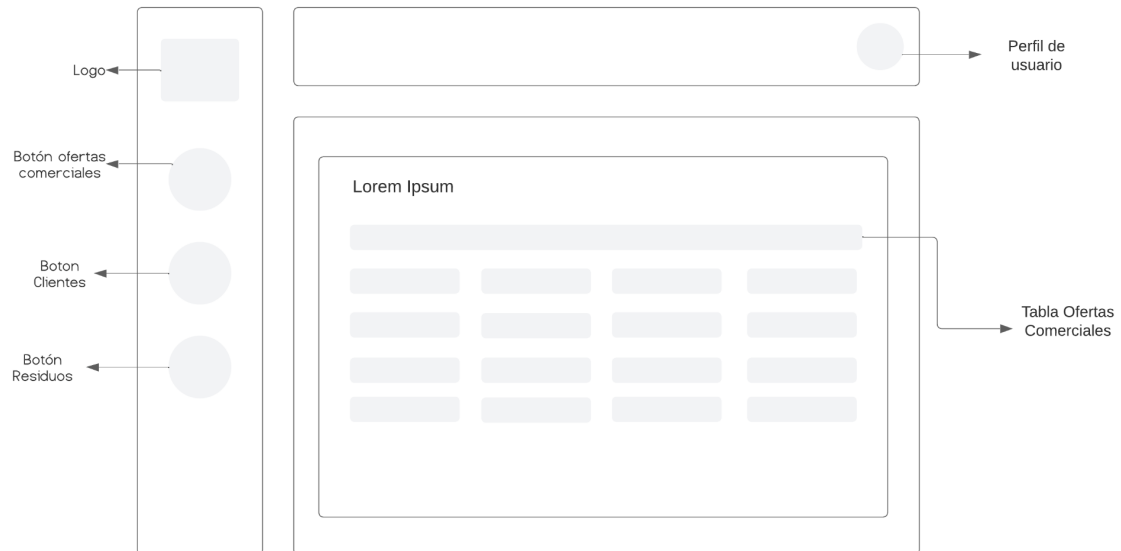 Logo
Botón ofertas
comerciales
Boton
Clientes
Botón
Residuos
Perfil de
usuario
Lorem Ipsum
Tabla Ofertas
Comerciales